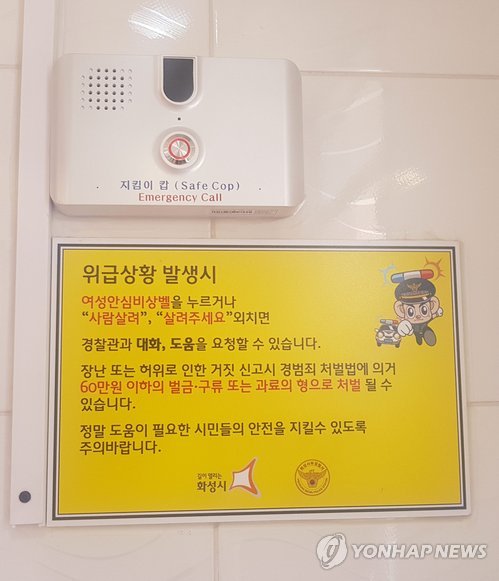 지킴이 캅 (Safe Cop)
Emergency Call
위급상황 발생시
여성안심비상벨을 누르거나
“사람살려”, “살려주세요”외치면
경찰관과 대화, 도움을 요청할 수 있습니다.
장난 또는 허위로 인한 거짓 신고시 경범죄 처벌법에 의거
60만원 이하의 벌금·구류 또는 과료의 형으로 처벌 될 수
있습니다.
정말 도움이 필요한 시민들의 안전을 지킬수 있도록
주의바랍니다.
길이 열리는
화성시
YONHAPNEWS